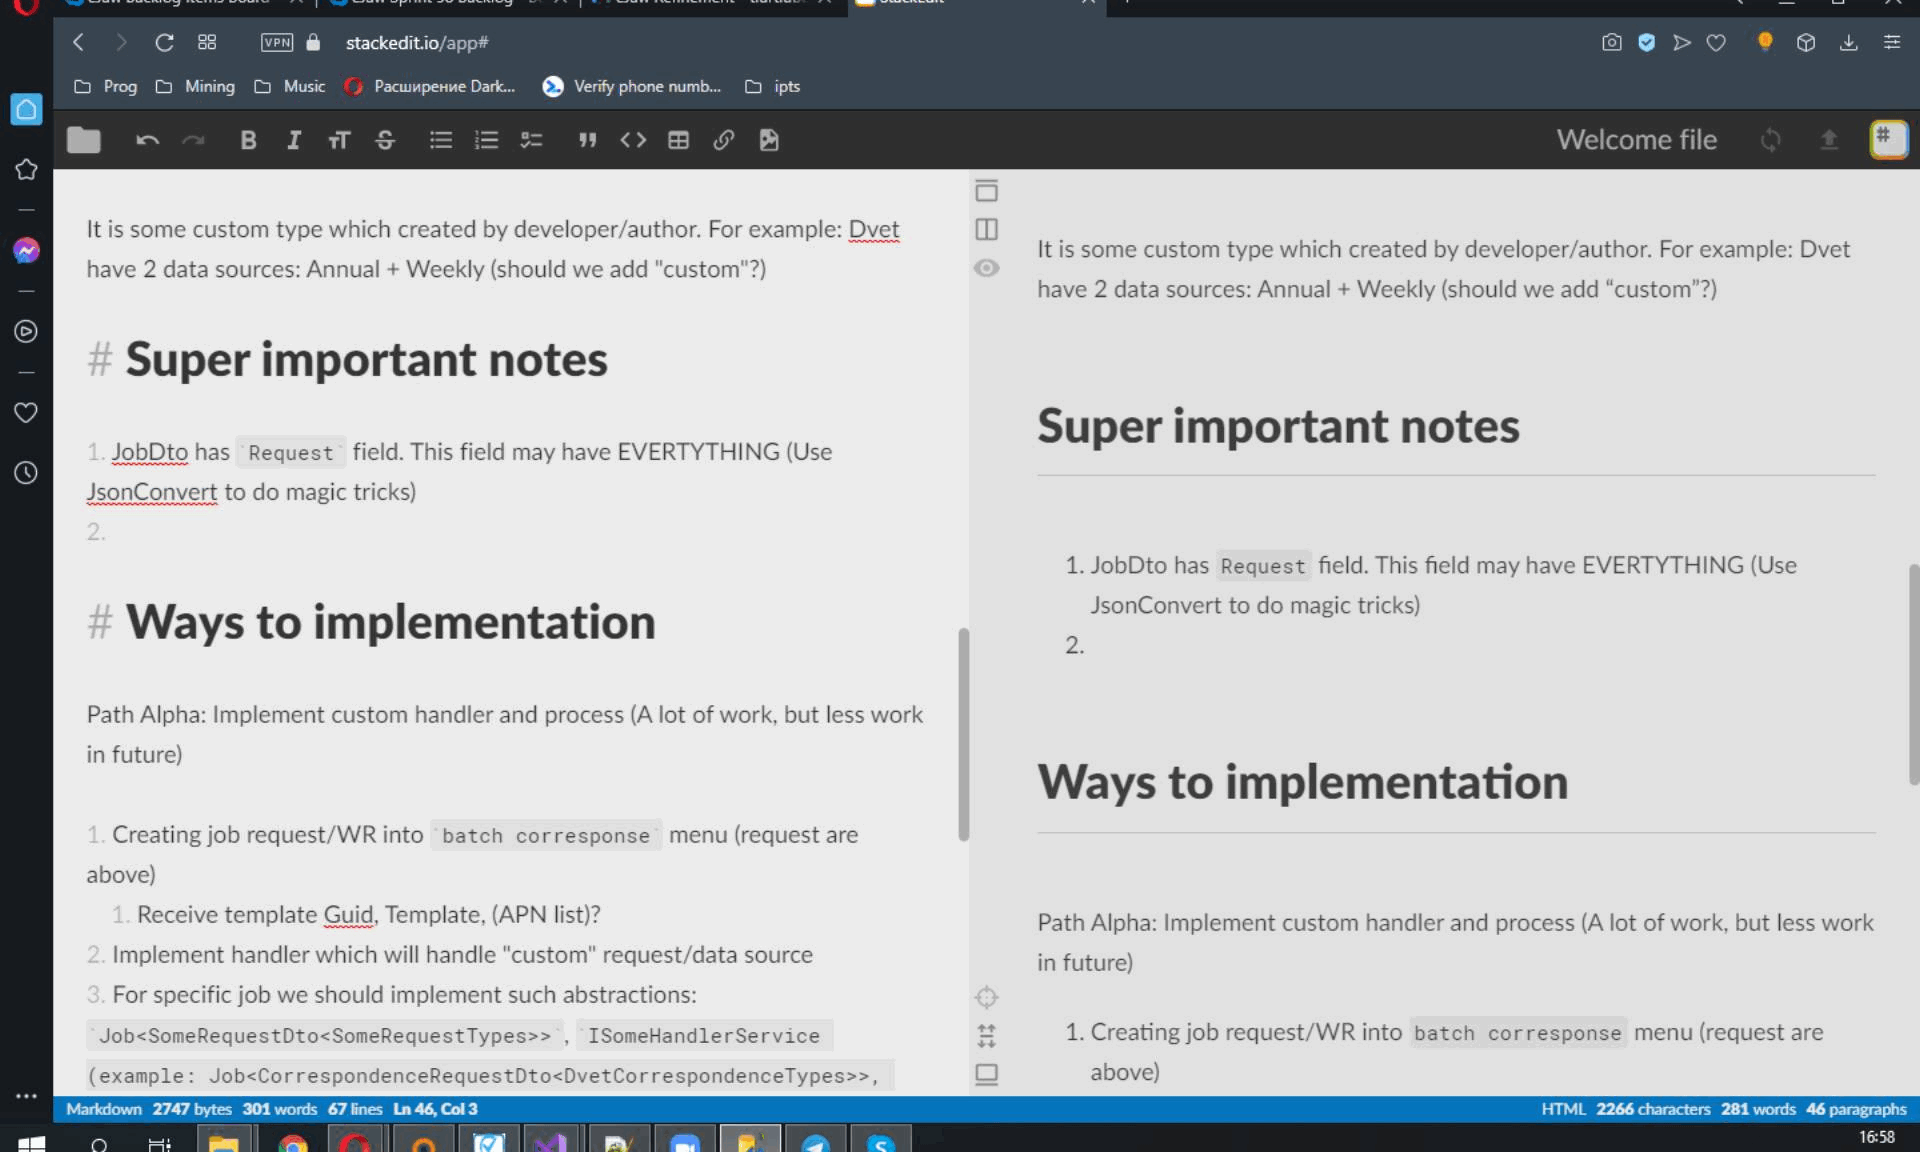 StackEdit
VPN
stackedit.io/app#
Prog
Mining
Music
Расширение Dark...
Verify phone numb...
ipts
Welcome file
#
It is some custom type which created by developer/author. For example: Dvet
have 2 data sources: Annual + Weekly (should we add "custom"?)
# Super important notes
1. JobDto has `Request` field. This field may have EVERTYTHING (Use
JsonConvert to do magic tricks)
2.
# Ways to implementation
Path Alpha: Implement custom handler and process (A lot of work, but less work
in future)
1. Creating job request/WR into `batch corresponse` menu (request are
above)
1. Receive template Guid, Template, (APN list)?
2. Implement handler which will handle "custom" request/data source
3. For specific job we should implement such abstractions:
`Job<SomeRequestDto<SomeRequestTypes>>`, `ISomeHandlerService
(example: Job<CorrespondenceRequestDto<DvetCorrespondenceTypes>>,
It is some custom type which created by developer/author. For example: Dvet
have 2 data sources: Annual + Weekly (should we add “custom”?)
Super important notes
1. JobDto has Request field. This field may have EVERTYTHING (Use
JsonConvert to do magic tricks)
2.
Ways to implementation
Path Alpha: Implement custom handler and process (A lot of work, but less work
in future)
1. Creating job request/WR into batch corresponse menu (request are
above)
Markdown 2747 bytes 301 words 67 lines Ln 46, Col 3
HTML 2266 characters 281 words 46 paragraphs
16:58